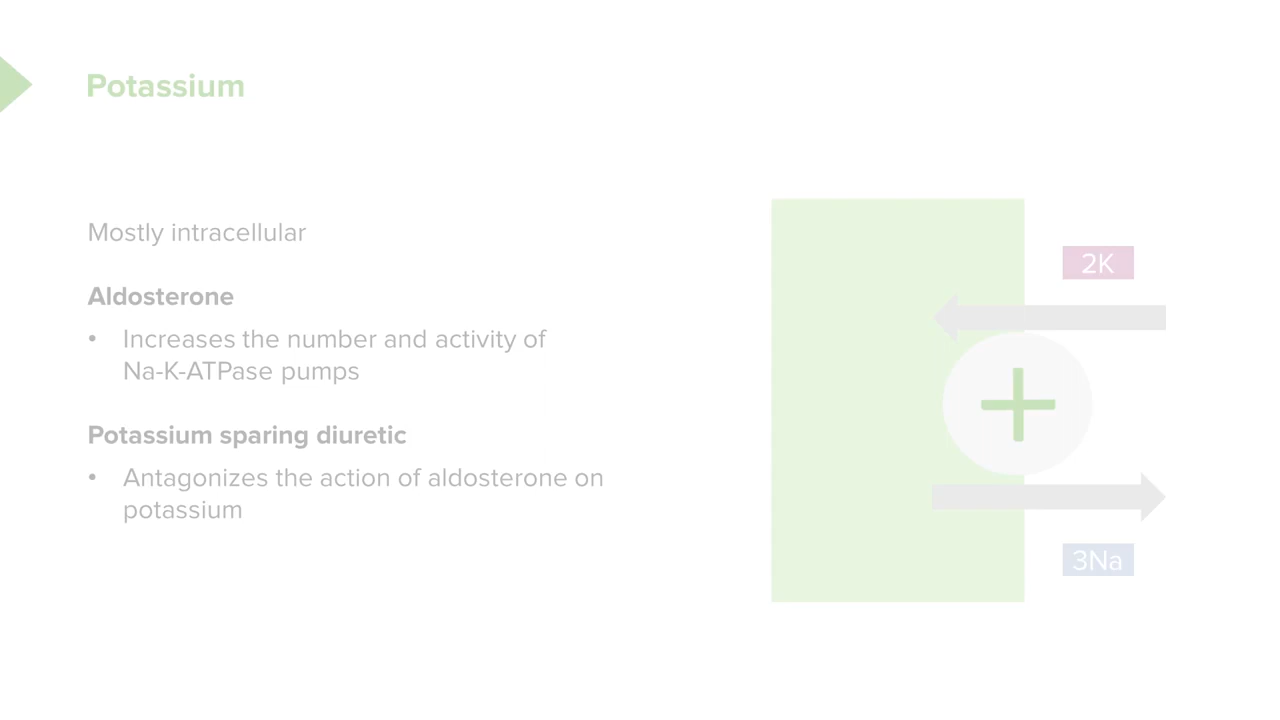 Potassium
Mostly intracellular
Aldosterone
• Increases the number and activity of
Na-K-ATPase pumps
Potassium sparing diuretic
• Antagonizes the action of aldosterone on
potassium
2K
3Na